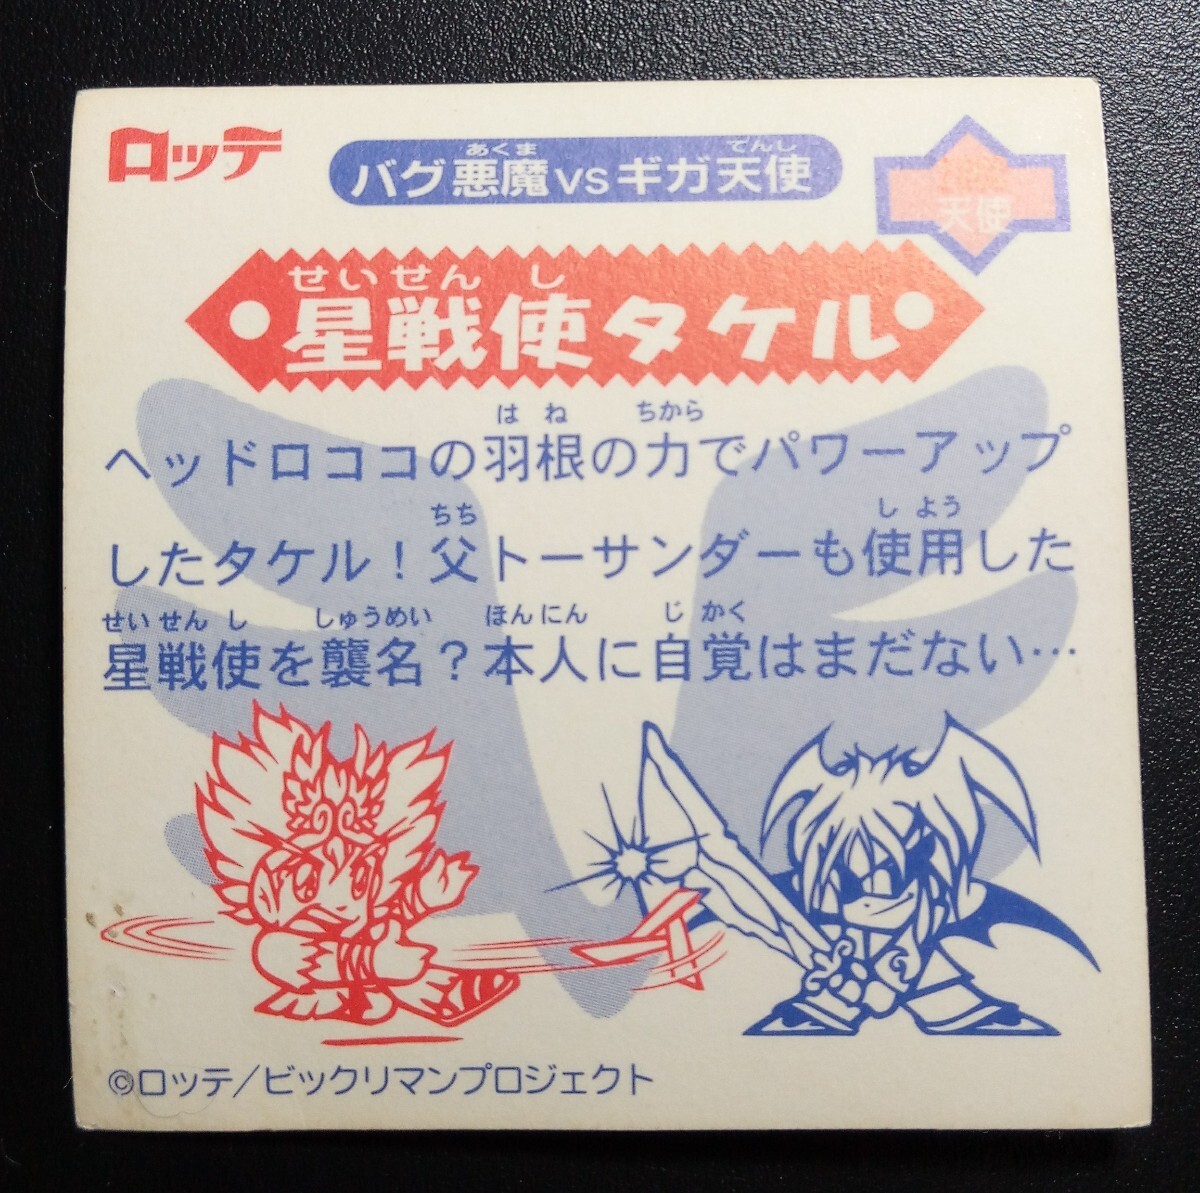 ロッテ
バグ悪魔vsギガ天使
あくま てんし
天使
せいせんし
星戦使タケル
はね ちから
ヘッドロココの羽根の力でパワーアップ
ちち しよう
したタケル！父トーサンダーも使用した
せいせんし しゅうめい ほんにん じかく
星戦使を襲名？本人に自覚はまだない…
©ロッテ/ビックリマンプロジェクト